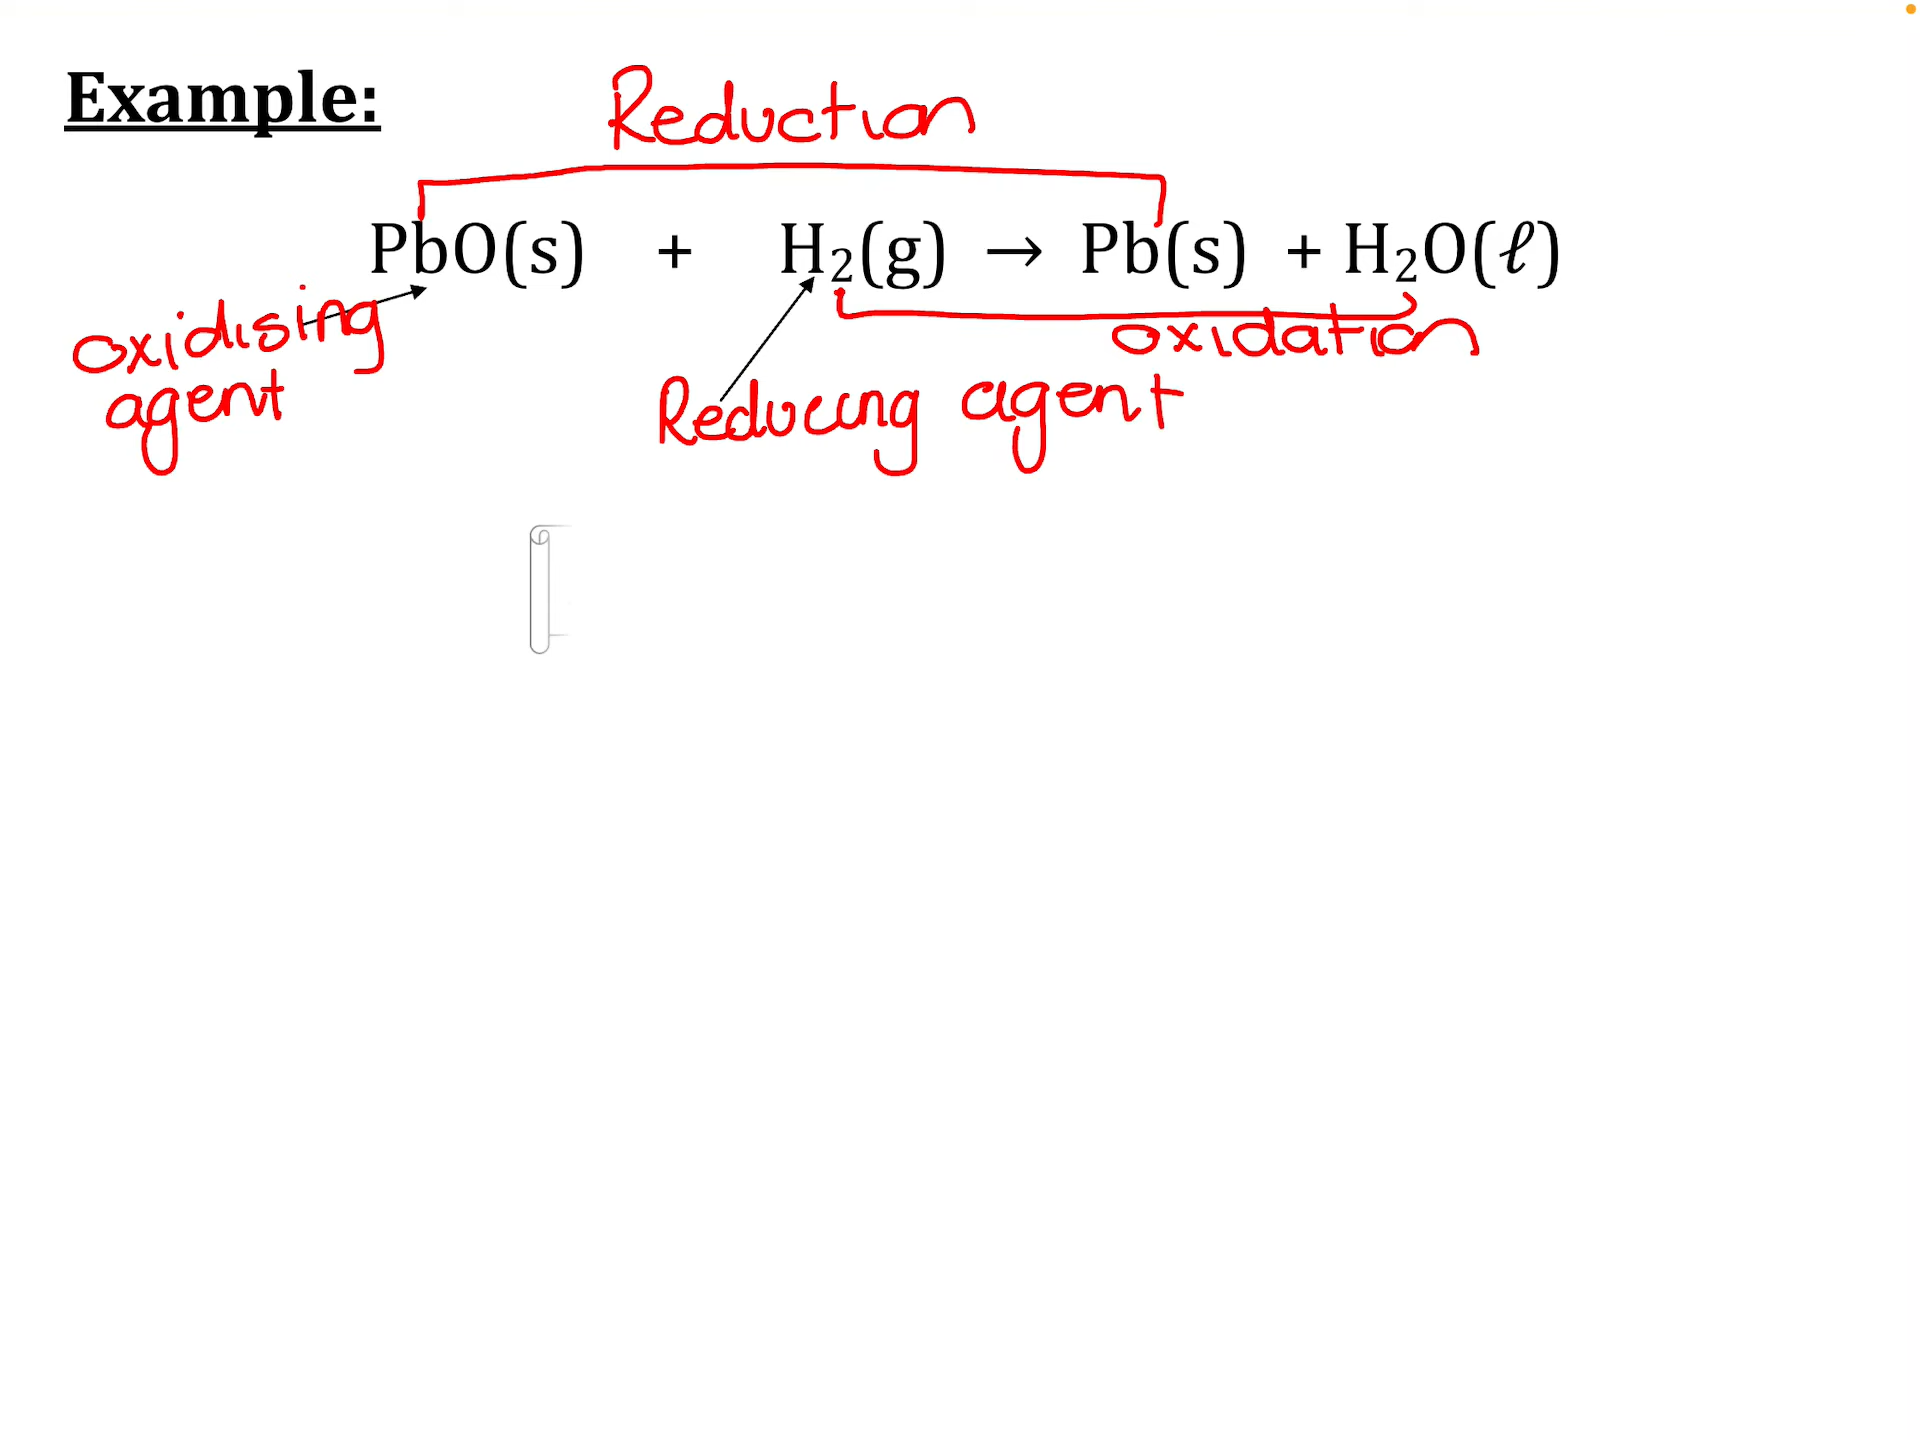 Example:
Reduction
PbO(s) + H₂(g) → Pb(s) + H₂O(ℓ)
oxidising
agent
oxidation
Reducing agent